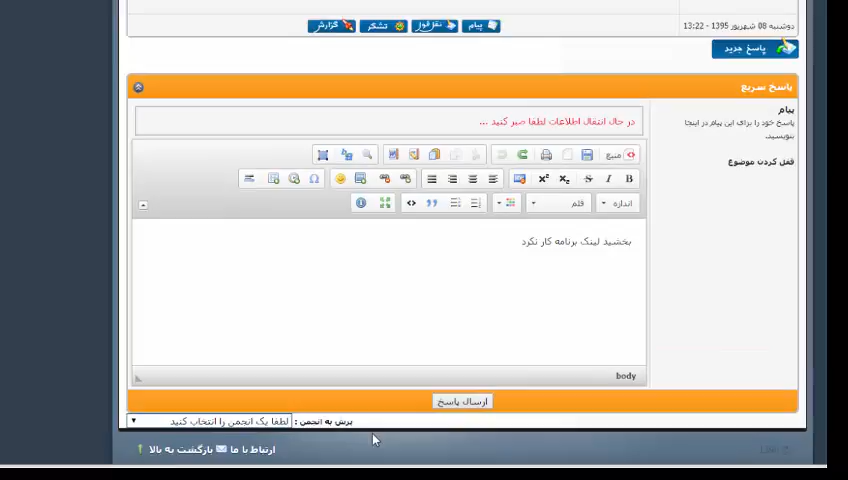 دوشنبه 08 شهریور 1395 - 13:22
پیام
نقل قول
تشکر
گزارش
پاسخ جدید
پاسخ سریع
پیام
پاسخ خود را برای این پیام در اینجا
بنویسید.
قفل کردن موضوع
در حال انتقال اطلاعات لطفا صبر کنید ...
منبع
B I S X₂ X² Ω
اندازه قلم
بخشید لینک برنامه کار نکرد
body
ارسال پاسخ
پرش به انجمن : لطفا یک انجمن را انتخاب کنید
ارتباط با ما بازگشت به بالا